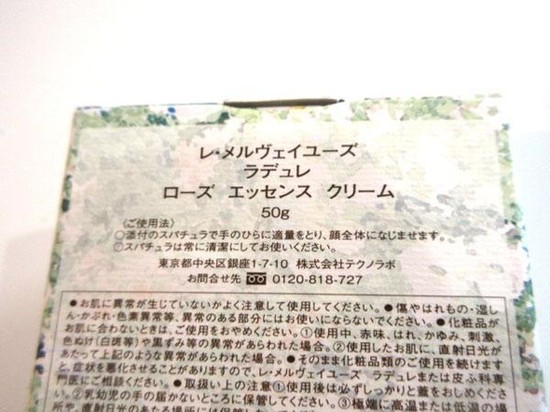 レ・メルヴェイユーズ
ラデュレ
ローズ エッセンス クリーム
50g
〈ご使用法〉
○添付のスパチュラで手のひらに適量をとり、顔全体になじませます。
○スパチュラは常に清潔にしてお使いください。
東京都中央区銀座1-7-10 株式会社テクノラボ
お問合せ先 0120-818-727
●お肌に異常が生じていないかよく注意して使用してください。●傷やはれもの・湿し
ん・かぶれ・色素異常等、異常のある部分にはお使いにならないでください。●化粧品が
お肌に合わないときは、ご使用をおやめください。①使用中、赤味、はれ、かゆみ、刺激、
色ぬけ(白斑等)や黒ずみ等の異常があらわれた場合。②使用したお肌に、直射日光が
あたって上記のような異常があらわれた場合。●そのまま化粧品類のご使用を続けます
と、症状を悪化させることがありますので、レ・メルヴェイユーズ ラデュレまたは皮ふ科専
門医にご相談ください。●取扱い上の注意①使用後は必ずしっかりと蓋をおしめくださ
い。②乳幼児の手の届かないところに保管してください。③極端に高温または低温の場
所や、直射日光のあたる場所には保管し